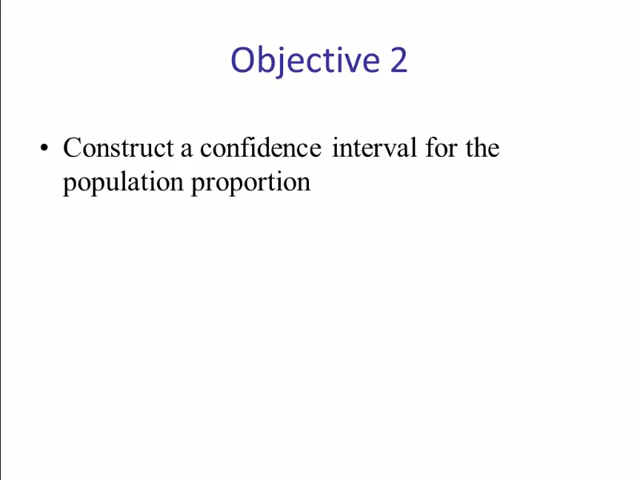 Objective 2
• Construct a confidence interval for the
population proportion